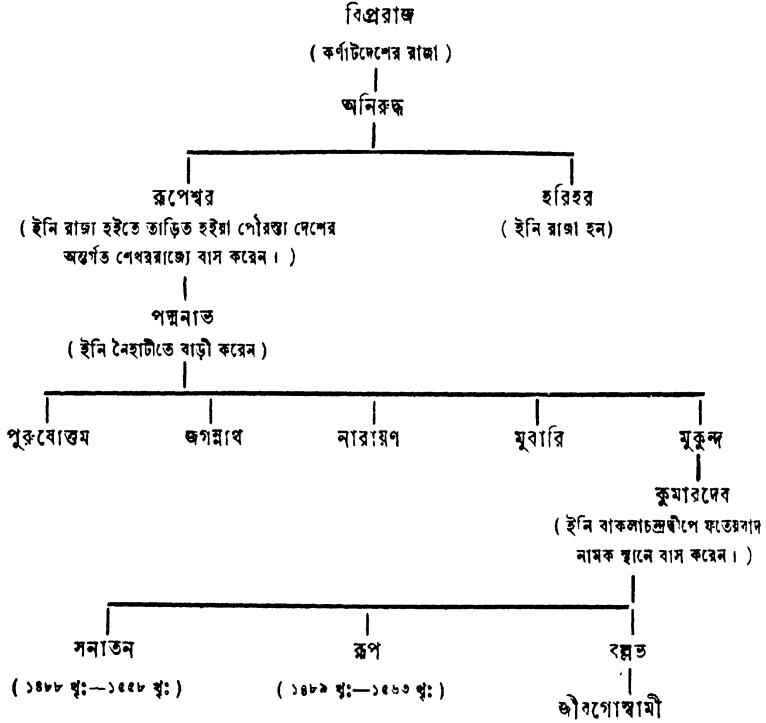 বিপ্ররাজ
( কর্ণাটদেশের রাজা )
অনিরুদ্ধ
রূপেশ্বর
হরিহর
( ইনি রাজা হইতে তাড়িত হইয়া পৌরস্ত্য দেশের
অন্তর্গত শেখররাজ্যে বাস করেন। )
( ইনি রাজা হন)
পদ্মনাভ
( ইনি নৈহাটীতে বাড়ী করেন )
পুরুষোত্তম
জগন্নাথ
নারায়ণ
মুবারি
মুকুন্দ
কুমারদেব
( ইনি বাকলাচন্দ্রদ্বীপে ফতেয়বাদ
নামক স্থানে বাস করেন। )
সনাতন
রূপ
বল্লভ
( ১৪৮৮ খৃঃ—১৫৫৮ খৃঃ )
( ১৪৮৯ খৃঃ—১৫৬৩ খৃঃ )
জীবগোস্বামী